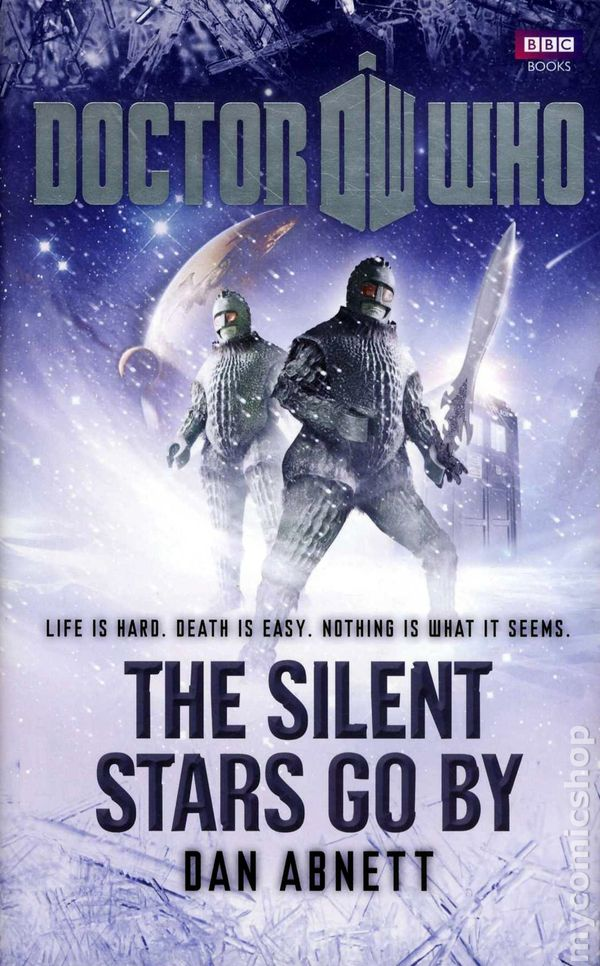 BBC
BOOKS
DOCTOR DW WHO
LIFE IS HARD. DEATH IS EASY. NOTHING IS WHAT IT SEEMS.
THE SILENT
STARS GO BY
DAN ABNETT
mycomicshop